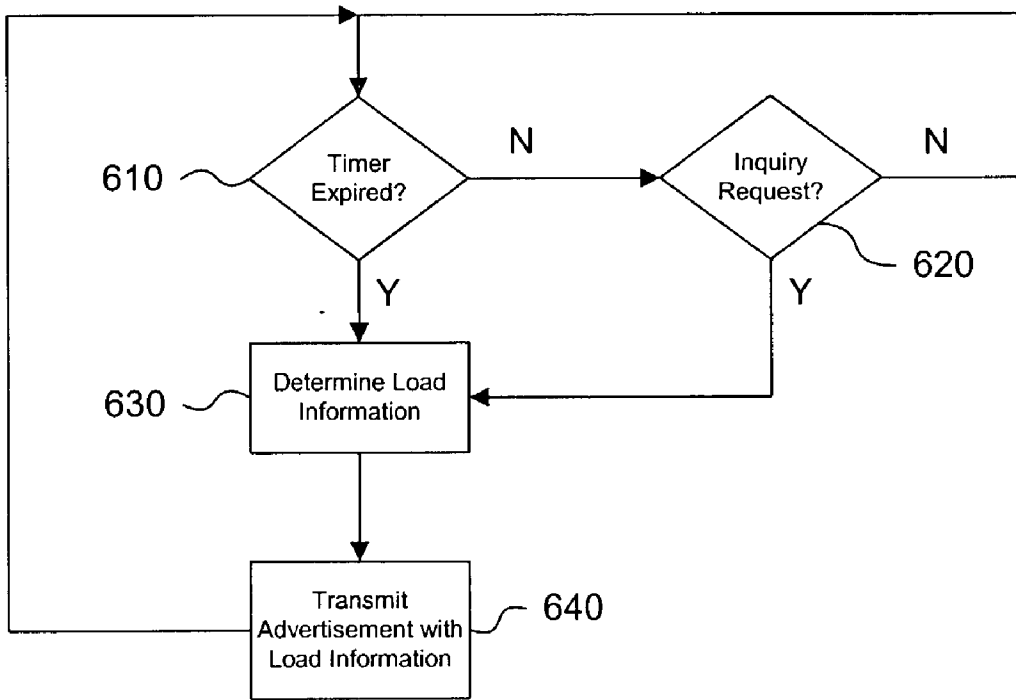 610
Timer
Expired?
N
Inquiry
Request?
N
620
Y
Y
630
Determine Load
Information
Transmit
Advertisement with
Load Information
640